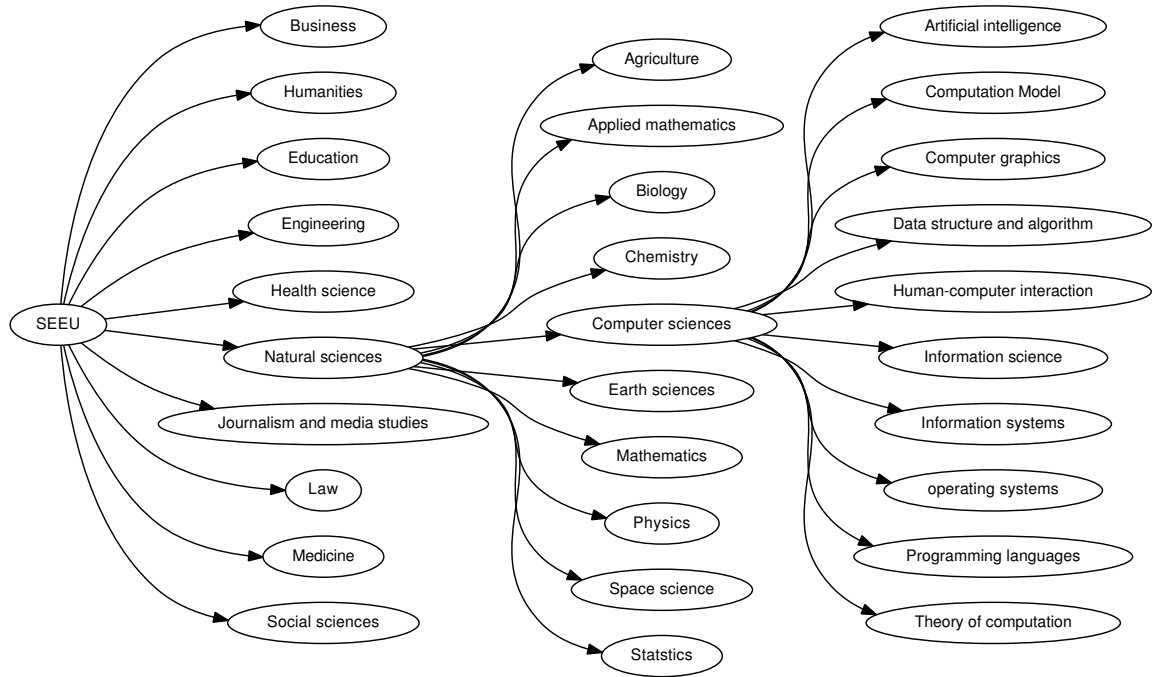 SEEU
Business
Humanities
Education
Engineering
Health science
Natural sciences
Journalism and media studies
Law
Medicine
Social sciences
Agriculture
Applied mathematics
Biology
Chemistry
Computer sciences
Earth sciences
Mathematics
Physics
Space science
Statstics
Artificial intelligence
Computation Model
Computer graphics
Data structure and algorithm
Human-computer interaction
Information science
Information systems
operating systems
Programming languages
Theory of computation